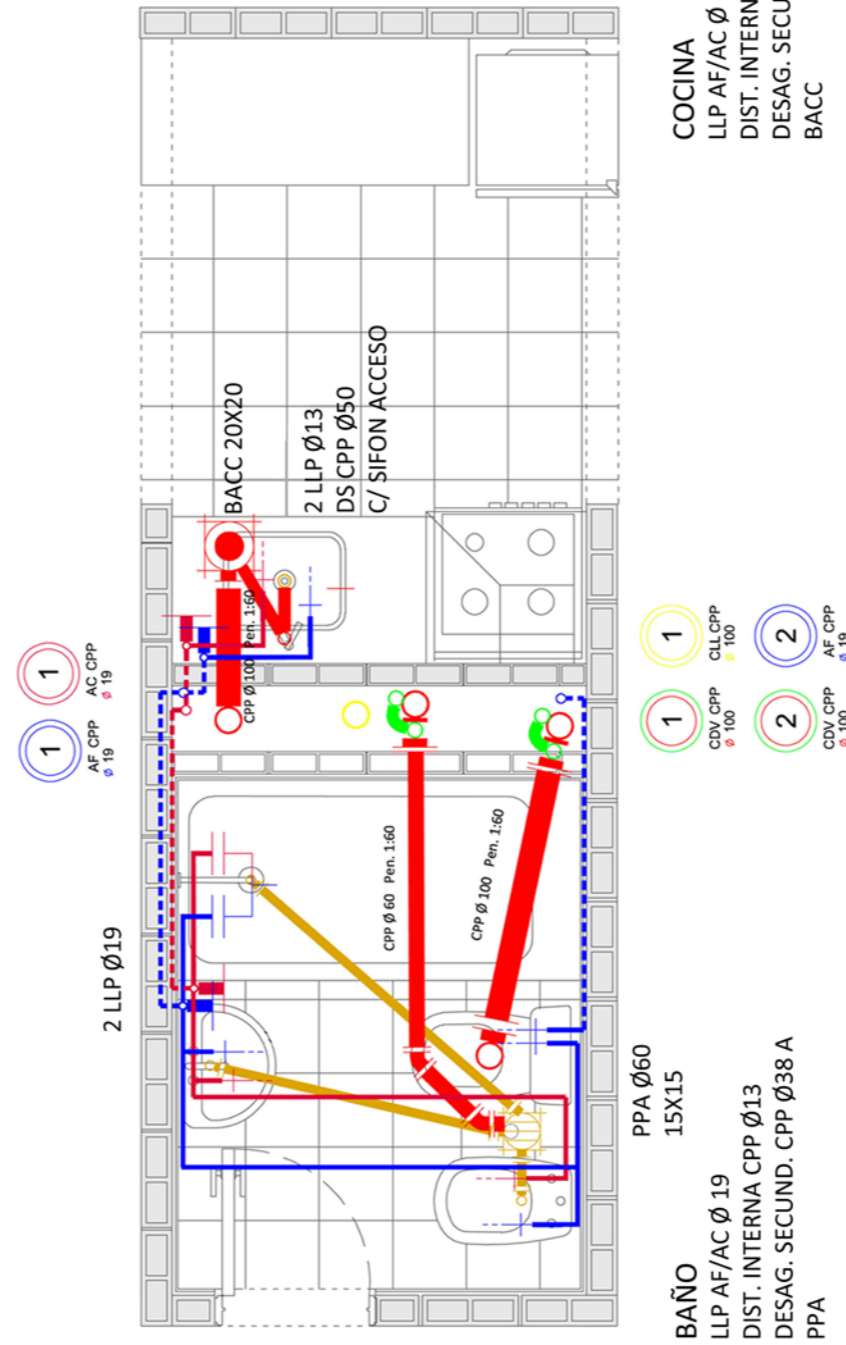 1
AF CPP
ø 19
1
AC CPP
ø 19
2 LLP Ø19
BACC 20X20
CPP Ø 100 Pen. 1:60
2 LLP Ø13
DS CPP Ø50
C/ SIFON ACCESO
CPP Ø 60 Pen. 1:60
CPP Ø 100 Pen. 1:60
PPA Ø60
15X15
1
CDV CPP
ø 100
1
CLL CPP
ø 100
2
CDV CPP
ø 100
2
AF CPP
ø 19
BAÑO
LLP AF/AC Ø 19
DIST. INTERNA CPP Ø13
DESAG. SECUND. CPP Ø38 A
PPA
COCINA
LLP AF/AC Ø
DIST. INTERN
DESAG. SECU
BACC